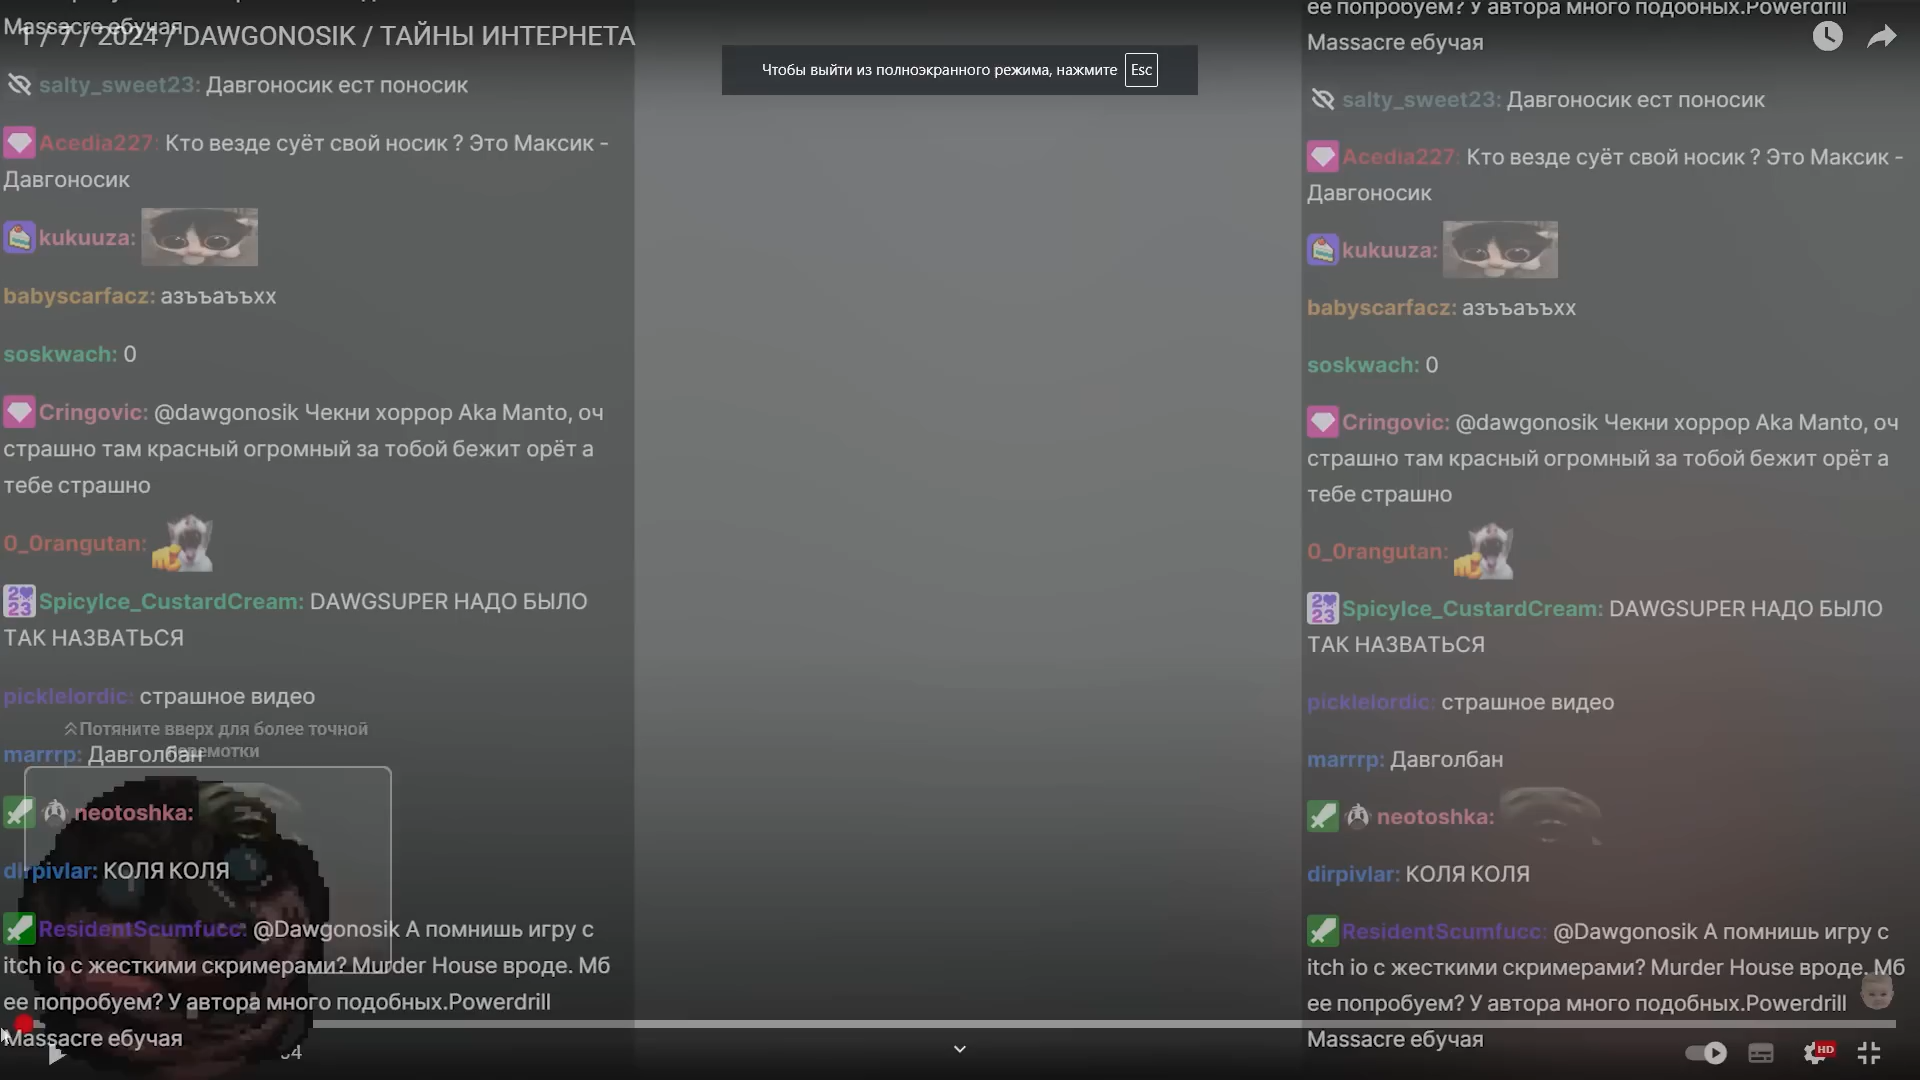 Massacre ебучая
1 / 7 / 2024 / DAWGONOSIK / ТАЙНЫ ИНТЕРНЕТА
salty_sweet23: Давгоносик ест поносик
Acedia227: Кто везде суёт свой носик ? Это Максик -
Давгоносик
kukuuza:
babyscarfacz: азъъаъъхх
soskwach: 0
Cringovic: @dawgonosik Чекни хоррор Aka Manto, оч
страшно там красный огромный за тобой бежит орёт а
тебе страшно
0_0rangutan:
2023 SpicyIce_CustardCream: DAWGSUPER НАДО БЫЛО
ТАК НАЗВАТЬСЯ
picklelordic: страшное видео
Потяните вверх для более точной
перемотки
marrrp: Давголбан
neotoshka:
dirpivlar: КОЛЯ КОЛЯ
ResidentScumfucc: @Dawgonosik А помнишь игру с
itch io с жесткими скримерами? Murder House вроде. Мб
ее попробуем? У автора много подобных.Powerdrill
Massacre ебучая
Чтобы выйти из полноэкранного режима, нажмите Esc
ее попробуем? У автора много подобных.Powerdrill
Massacre ебучая
salty_sweet23: Давгоносик ест поносик
Acedia227: Кто везде суёт свой носик ? Это Максик -
Давгоносик
kukuuza:
babyscarfacz: азъъаъъхх
soskwach: 0
Cringovic: @dawgonosik Чекни хоррор Aka Manto, оч
страшно там красный огромный за тобой бежит орёт а
тебе страшно
0_0rangutan:
2023 SpicyIce_CustardCream: DAWGSUPER НАДО БЫЛО
ТАК НАЗВАТЬСЯ
picklelordic: страшное видео
marrrp: Давголбан
neotoshka:
dirpivlar: КОЛЯ КОЛЯ
ResidentScumfucc: @Dawgonosik А помнишь игру с
itch io с жесткими скримерами? Murder House вроде. Мб
ее попробуем? У автора много подобных.Powerdrill
Massacre ебучая
HD